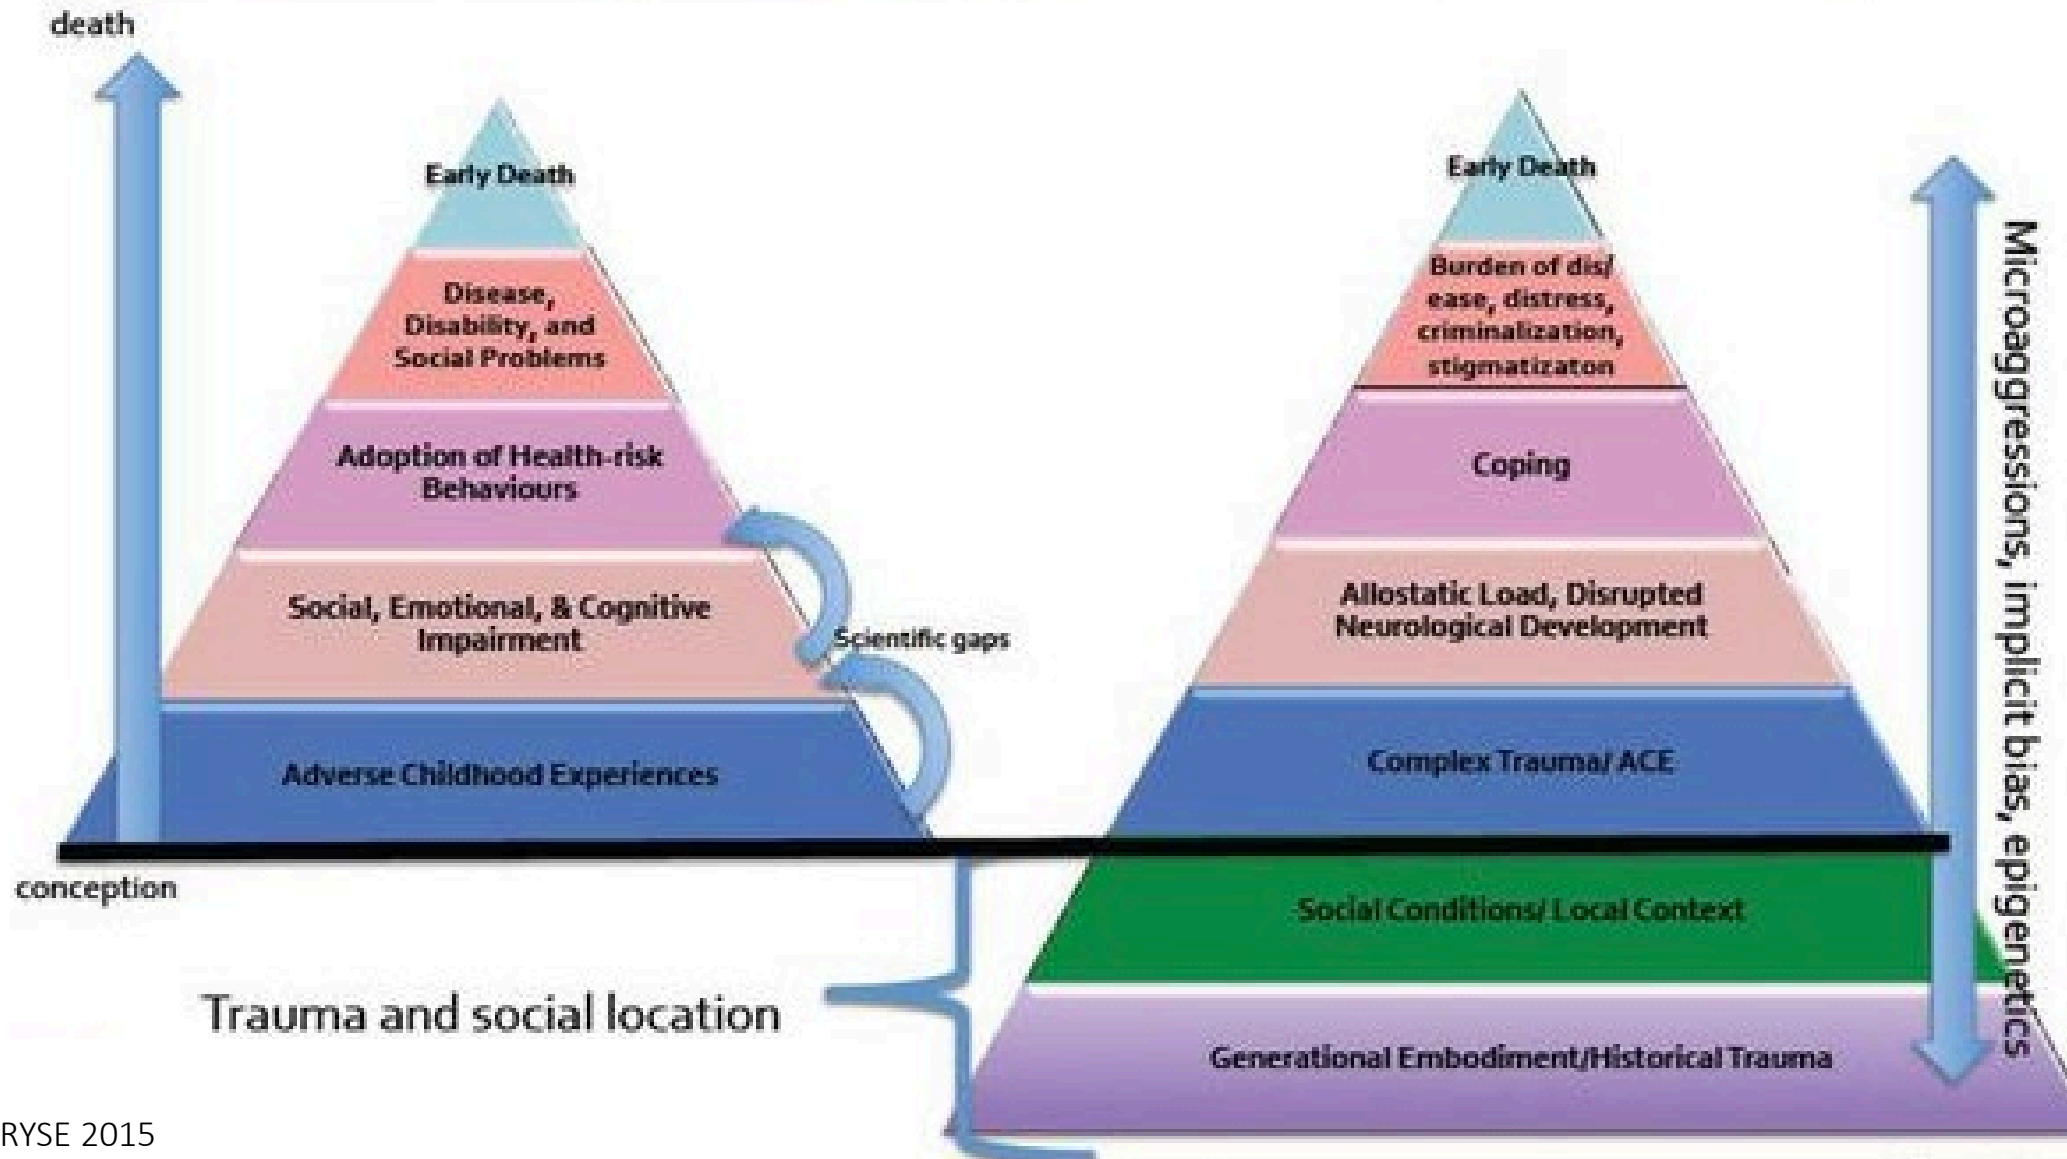 death
Early Death
Disease,
Disability, and
Social Problems
Adoption of Health-risk
Behaviours
Social, Emotional, & Cognitive
Impairment
Scientific gaps
Adverse Childhood Experiences
conception
Trauma and social location
Early Death
Burden of dis/
ease, distress,
criminalization,
stigmatizaton
Coping
Allostatic Load, Disrupted
Neurological Development
Complex Trauma/ ACE
Social Conditions/ Local Context
Generational Embodiment/Historical Trauma
Microaggressions, implicit bias, epigenetics
RYSE 2015